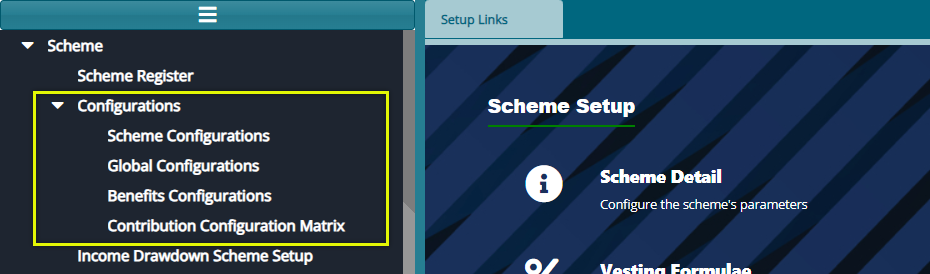 Scheme
Scheme Register
Configurations
Scheme Configurations
Global Configurations
Benefits Configurations
Contribution Configuration Matrix
Income Drawdown Scheme Setup
Setup Links
Scheme Setup
Scheme Detail
Configure the scheme's parameters
% Vesting Formulae